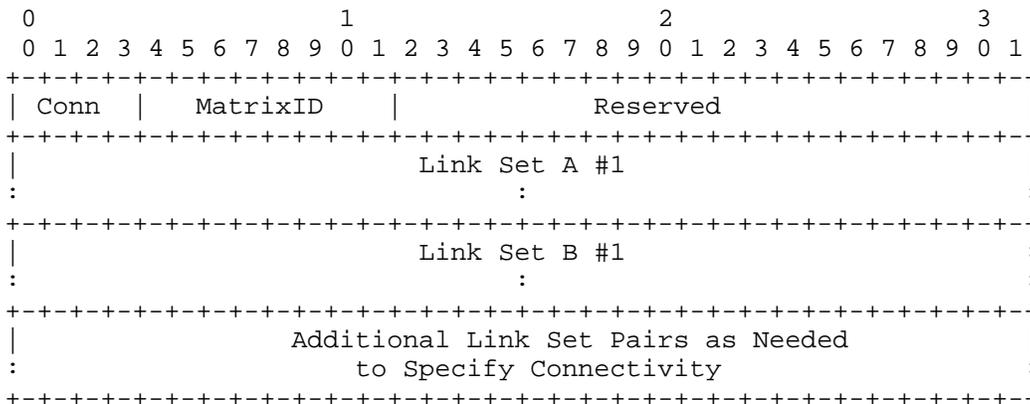 0                   1                   2                   3
 0 1 2 3 4 5 6 7 8 9 0 1 2 3 4 5 6 7 8 9 0 1 2 3 4 5 6 7 8 9 0 1
+-+-+-+-+-+-+-+-+-+-+-+-+-+-+-+-+-+-+-+-+-+-+-+-+-+-+-+-+-+-+-+--
| Conn  |   MatrixID    |            Reserved
+-+-+-+-+-+-+-+-+-+-+-+-+-+-+-+-+-+-+-+-+-+-+-+-+-+-+-+-+-+-+-+--
|                         Link Set A #1
:                               :                               :
+-+-+-+-+-+-+-+-+-+-+-+-+-+-+-+-+-+-+-+-+-+-+-+-+-+-+-+-+-+-+-+--
|                         Link Set B #1                         :
:                               :                               :
+-+-+-+-+-+-+-+-+-+-+-+-+-+-+-+-+-+-+-+-+-+-+-+-+-+-+-+-+-+-+-+--
|                 Additional Link Set Pairs as Needed
:                     to Specify Connectivity                   :
+-+-+-+-+-+-+-+-+-+-+-+-+-+-+-+-+-+-+-+-+-+-+-+-+-+-+-+-+-+-+-+--